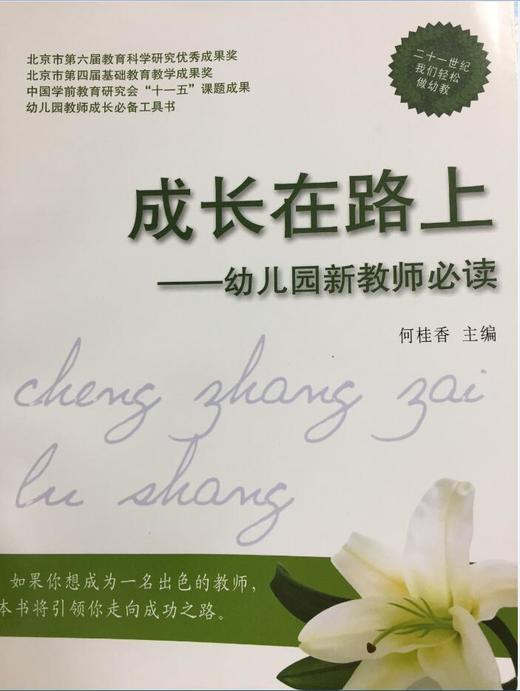 北京市第六届教育科学研究优秀成果奖
北京市第四届基础教育教学成果奖
中国学前教育研究会“十一五”课题成果
幼儿园教师成长必备工具书
二十一世纪
我们轻松
做幼教
成长在路上
——幼儿园新教师必读
何桂香 主编
cheng zhang zai
lu shang
如果你想成为一名出色的教师，
本书将引领你走向成功之路。